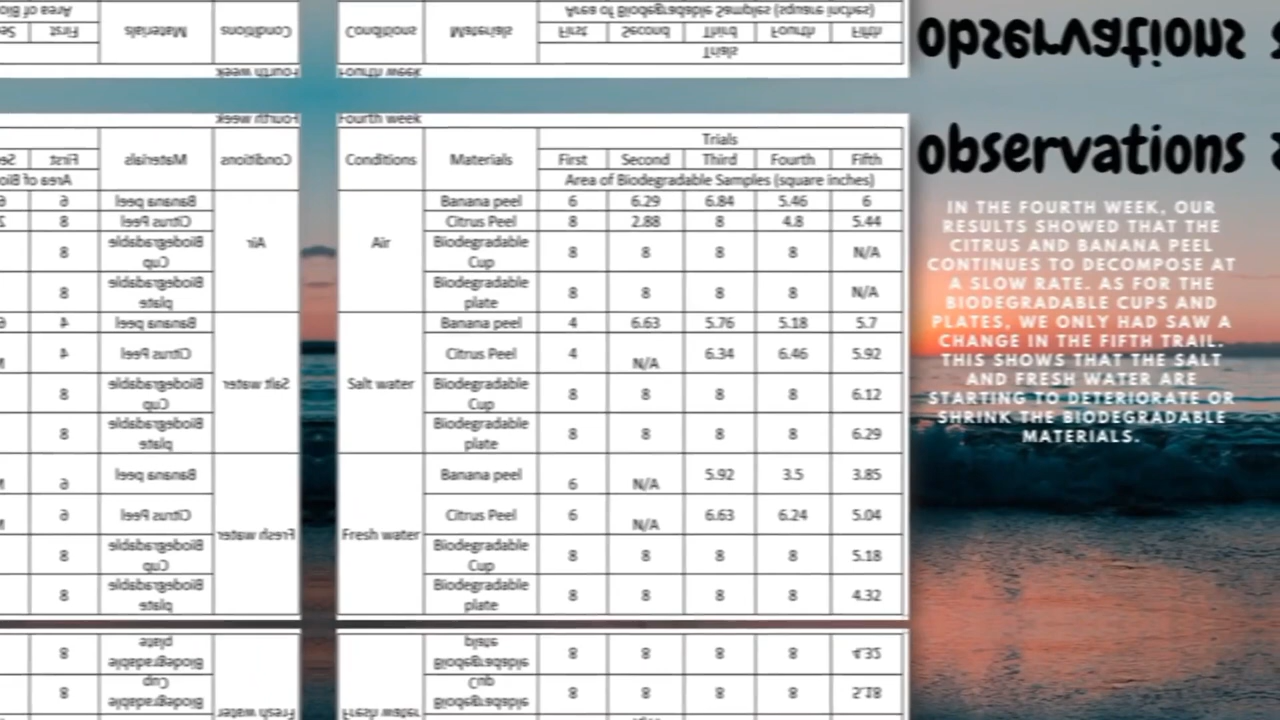 Fourth week
Conditions Materials Trials
First Second Third Fourth Fifth
Area of Biodegradable Samples (square inches)
Air Banana peel 6 6.29 6.84 5.46 6
Citrus Peel 8 2.88 8 4.8 5.44
Biodegradable Cup 8 8 8 8 N/A
Biodegradable plate 8 8 8 8 N/A
Salt water Banana peel 4 6.63 5.76 5.18 5.7
Citrus Peel 4 N/A 6.34 6.46 5.92
Biodegradable Cup 8 8 8 8 6.12
Biodegradable plate 8 8 8 8 6.29
Fresh water Banana peel 6 N/A 5.92 3.5 3.85
Citrus Peel 6 N/A 6.63 6.24 5.04
Biodegradable Cup 8 8 8 8 5.18
Biodegradable plate 8 8 8 8 4.32
observations
IN THE FOURTH WEEK, OUR
RESULTS SHOWED THAT THE
CITRUS AND BANANA PEEL
CONTINUES TO DECOMPOSE AT
A SLOW RATE. AS FOR THE
BIODEGRADABLE CUPS AND
PLATES, WE ONLY HAD SAW A
CHANGE IN THE FIFTH TRAIL.
THIS SHOWS THAT THE SALT
AND FRESH WATER ARE
STARTING TO DETERIORATE OR
SHRINK THE BIODEGRADABLE
MATERIALS.